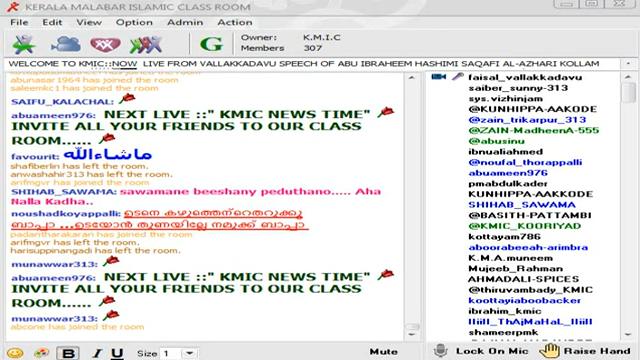 KERALA MALABAR ISLAMIC CLASS ROOM
File Edit View Option Admin Action
G
Owner: K.M.I.C
Members 307
WELCOME TO KMIC::NOW LIVE FROM VALLAKKADAVU SPEECH OF ABU IBRAHEEM HASHIMI SAQAFI AL-AZHARI KOLLAM
abunasar1964 has joined the room
saleemkc1 has joined the room
SAIFU_KALACHAL:
abuameen976: NEXT LIVE ::" KMIC NEWS TIME"
INVITE ALL YOUR FRIENDS TO OUR CLASS
ROOM......
favourit: ماشاءالله
shafiberlin has left the room.
anwashahir313 has left the room.
arifmgvr has joined the room
SHIHAB_SAWAMA: sawamane beeshany peduthano..... Aha
Nalla Kadha..
noushadkoyappalli: ഉടനെ കഴുത്തെന്റെതറുക്കൂ
ബാപ്പാ ...ഉടയോൻ തുണയില്ലേ നമുക്ക് ബാപ്പാ
padantharakaran has joined the room
arifmgvr has left the room.
harisuppinangadi has left the room.
munawwar313:
abuameen976: NEXT LIVE ::" KMIC NEWS TIME"
INVITE ALL YOUR FRIENDS TO OUR CLASS
ROOM......
munawwar313:
abcone has joined the room
faisal_vallakkadavu
saiber_sunny-313
sys.vizhinjam
@KUNHIPPA-AAKODE
@zain_trikarpur_313
@ZAIN-MadheenA-555
@abusinu
ibnualiahmed
@noufal_thorappalli
abuameen976
pmabdulkader
KUNHIPPA-AAKODE
SHIHAB_SAWAMA
@BASITH-PATTAMBI
@KMIC_KOORIYAD
kottayam786
aboorabeeah-arimbra
K.M.A.muneem
Mujeeb_Rahman
AHMADALI-SPICES
@thiruvambady_KMIC
koottayiaboobacker
ibrahim_kmic
IIiiII_ThAjMaHaL_IIiiII
shameerpmk
B I U Size 1 Mute Lock On Mic Raise Hand